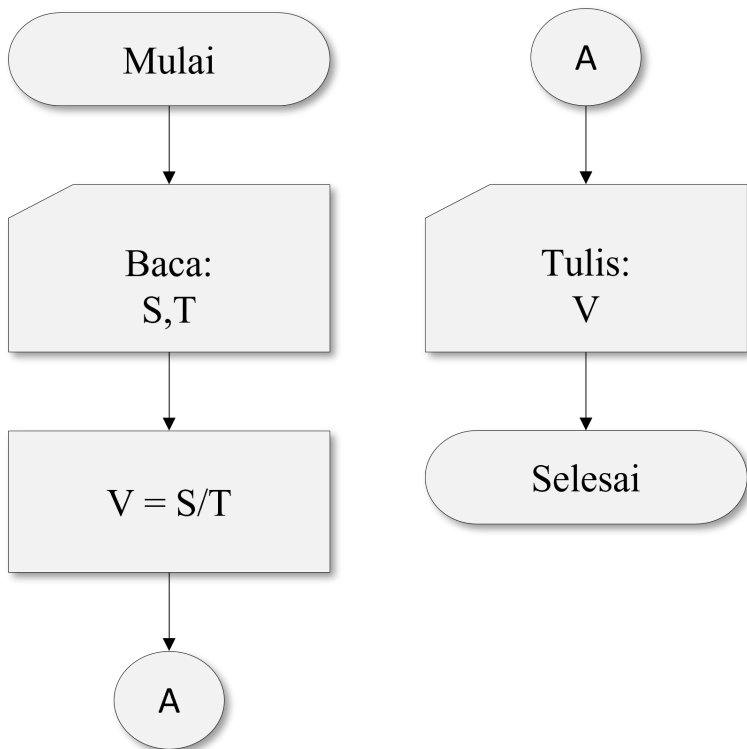 Mulai
Baca:
S,T
V = S/T
A
A
Tulis:
V
Selesai